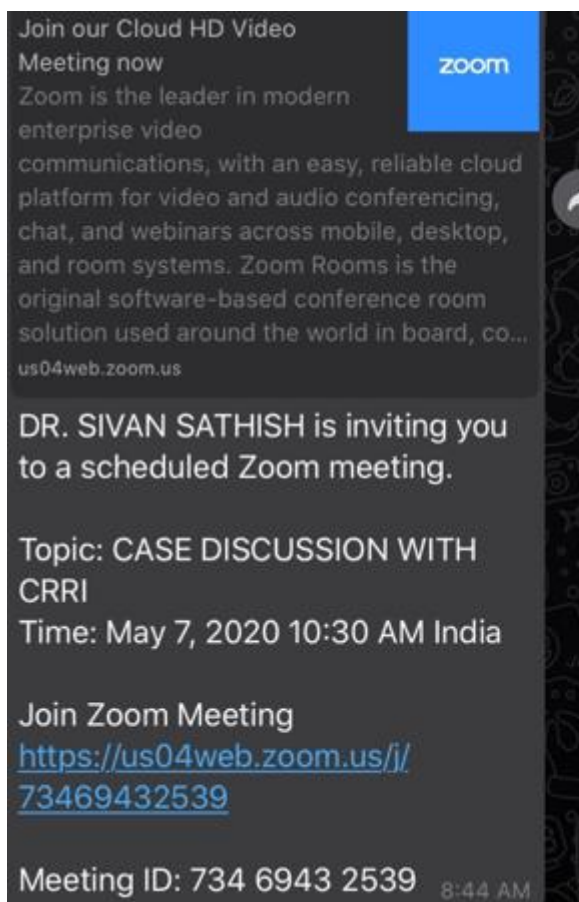 Join our Cloud HD Video
Meeting now
zoom
Zoom is the leader in modern
enterprise video
communications, with an easy, reliable cloud
platform for video and audio conferencing,
chat, and webinars across mobile, desktop,
and room systems. Zoom Rooms is the
original software-based conference room
solution used around the world in board, co...
us04web.zoom.us
DR. SIVAN SATHISH is inviting you
to a scheduled Zoom meeting.
Topic: CASE DISCUSSION WITH
CRRI
Time: May 7, 2020 10:30 AM India
Join Zoom Meeting
https://us04web.zoom.us/j/
73469432539
Meeting ID: 734 6943 2539
8:44 AM